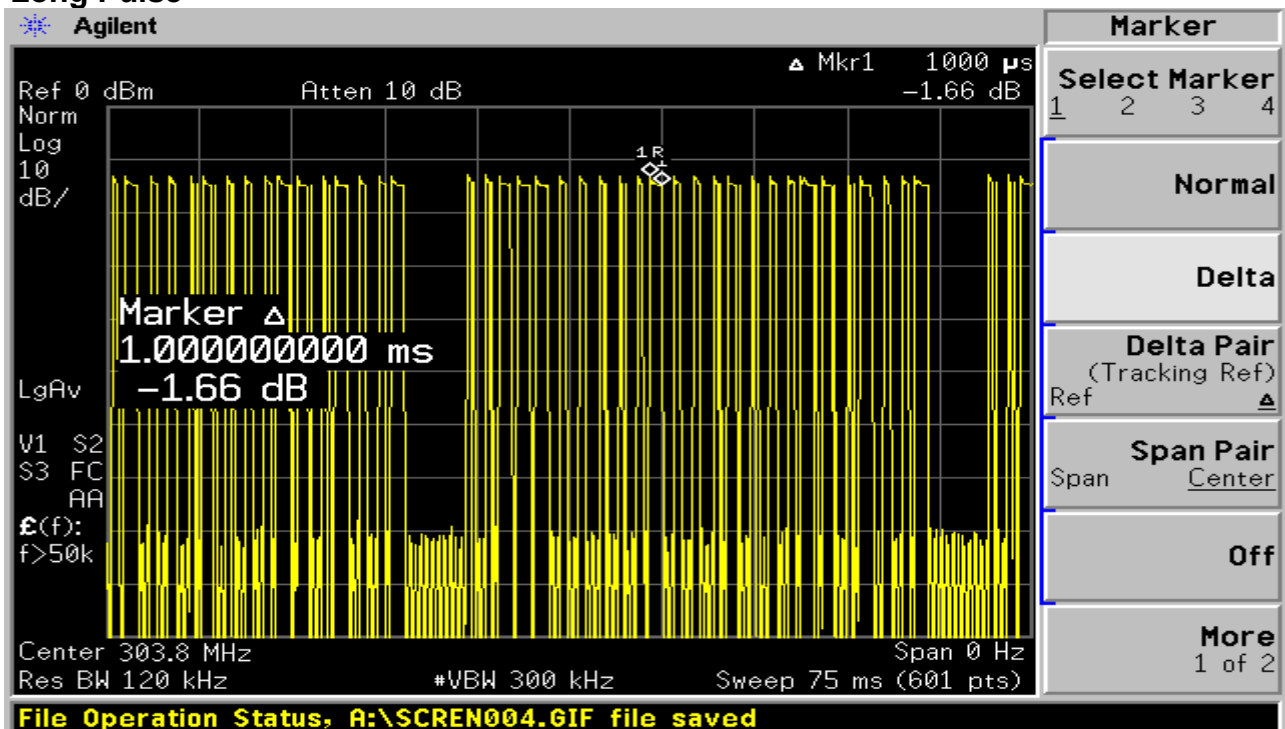 Long Pulse
Agilent
Marker
Δ Mkr1 1000 µs
Ref 0 dBm Atten 10 dB -1.66 dB
Norm
Log
10
dB/
1R
1
Marker Δ
1.000000000 ms
-1.66 dB
LgAv
V1 S2
S3 FC
AA
£(f):
f>50k
Center 303.8 MHz Span 0 Hz
Res BW 120 kHz #VBW 300 kHz Sweep 75 ms (601 pts)
File Operation Status, A:\SCREN004.GIF file saved
Select Marker
1 2 3 4
Normal
Delta
Delta Pair
(Tracking Ref)
Ref Δ
Span Pair
Span Center
Off
More
1 of 2